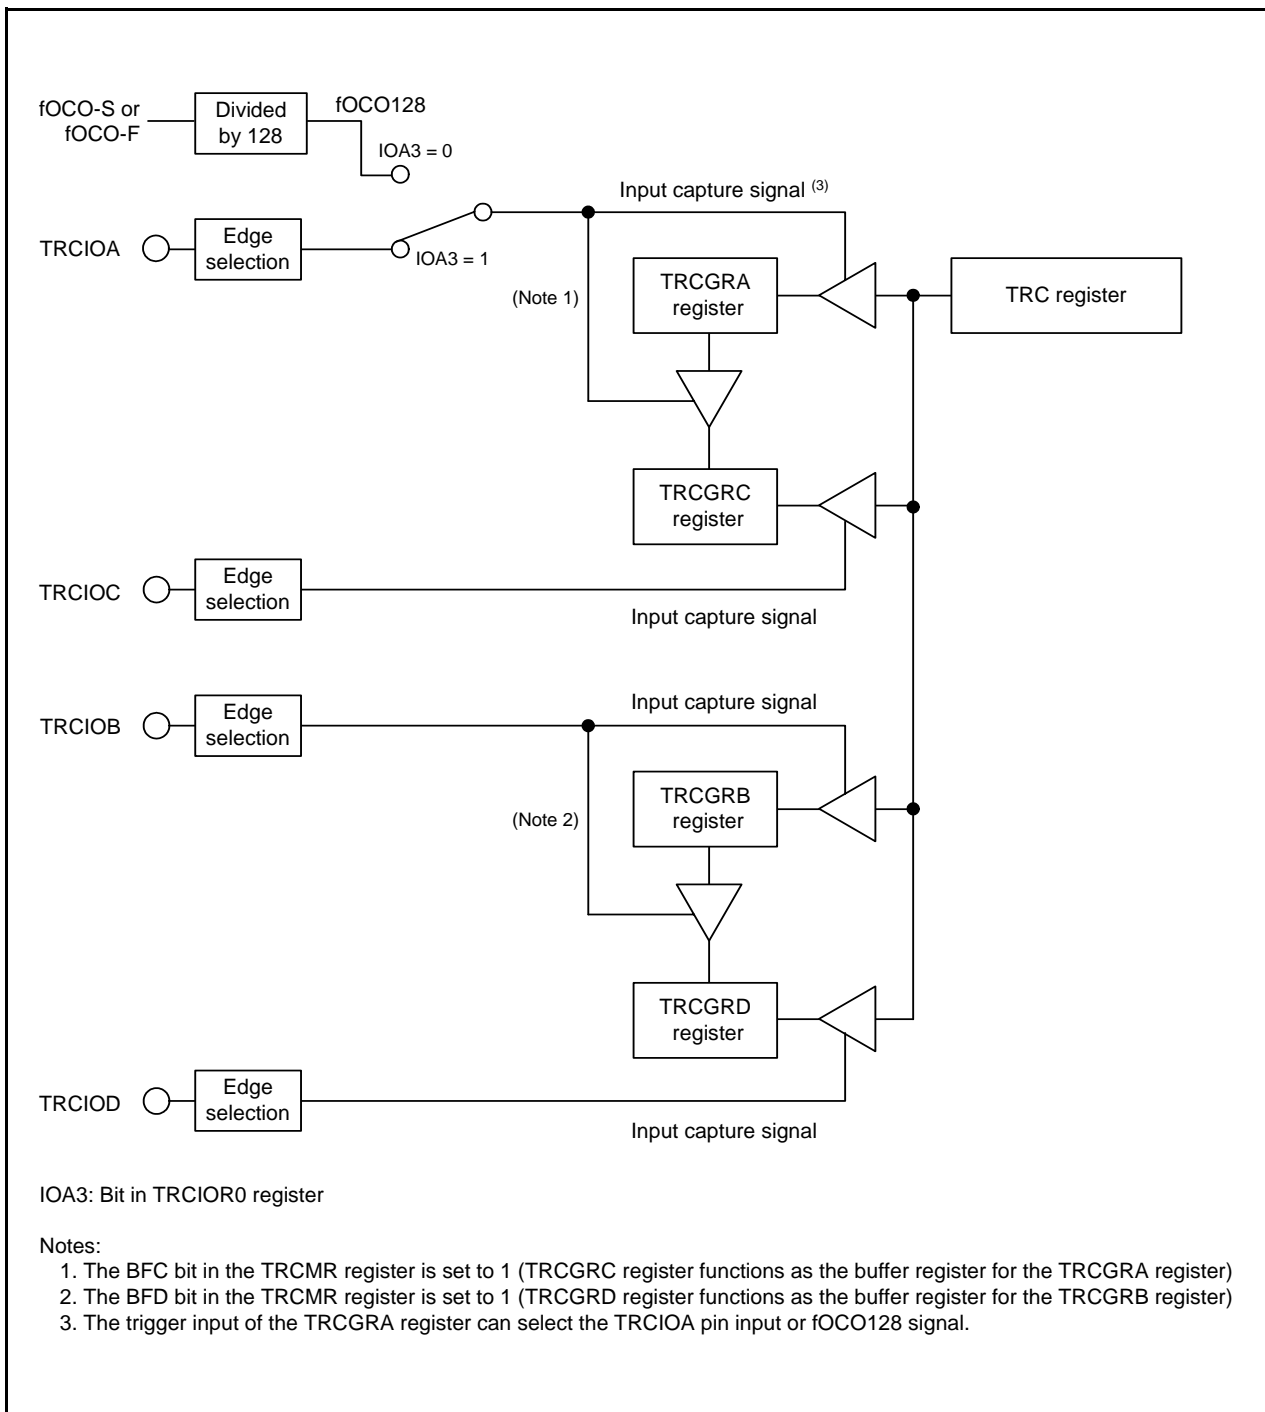 fOCO-S or
fOCO-F
Divided
by 128
fOCO128
IOA3 = 0
Input capture signal (3)
TRCIOA
Edge
selection
IOA3 = 1
(Note 1)
TRCGRA
register
TRC register
TRCGRC
register
TRCIOC
Edge
selection
Input capture signal
TRCIOB
Edge
selection
Input capture signal
(Note 2)
TRCGRB
register
TRCGRD
register
TRCIOD
Edge
selection
Input capture signal
IOA3: Bit in TRCIOR0 register
Notes:
1. The BFC bit in the TRCMR register is set to 1 (TRCGRC register functions as the buffer register for the TRCGRA register)
2. The BFD bit in the TRCMR register is set to 1 (TRCGRD register functions as the buffer register for the TRCGRB register)
3. The trigger input of the TRCGRA register can select the TRCIOA pin input or fOCO128 signal.